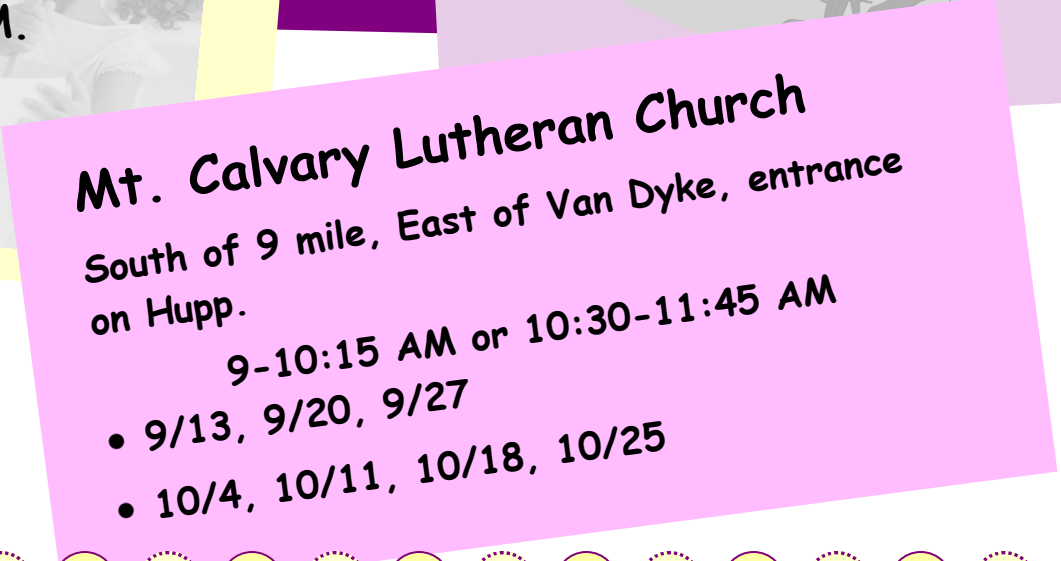 M.
Mt. Calvary Lutheran Church
South of 9 mile, East of Van Dyke, entrance
on Hupp.
9-10:15 AM or 10:30-11:45 AM
• 9/13, 9/20, 9/27
• 10/4, 10/11, 10/18, 10/25